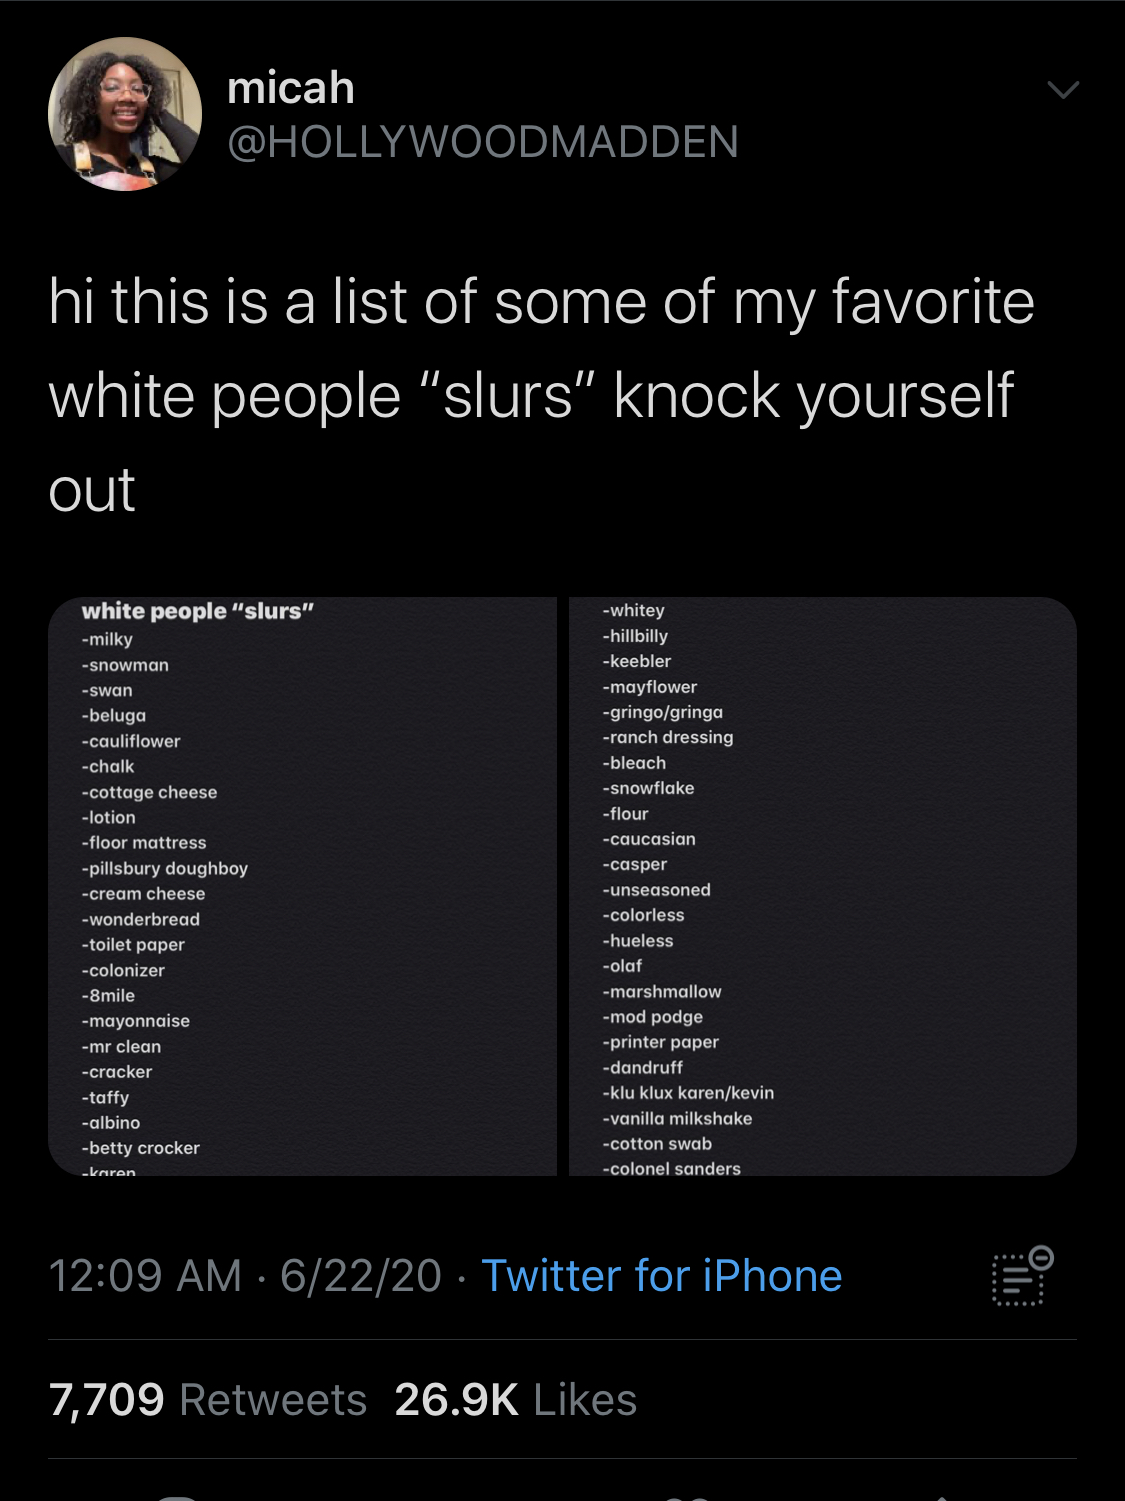 micah
@HOLLYWOODMADDEN
hi this is a list of some of my favorite
white people “slurs” knock yourself
out
white people “slurs”
-milky
-snowman
-swan
-beluga
-cauliflower
-chalk
-cottage cheese
-lotion
-floor mattress
-pillsbury doughboy
-cream cheese
-wonderbread
-toilet paper
-colonizer
-8mile
-mayonnaise
-mr clean
-cracker
-taffy
-albino
-betty crocker
-karen
-whitey
-hillbilly
-keebler
-mayflower
-gringo/gringa
-ranch dressing
-bleach
-snowflake
-flour
-caucasian
-casper
-unseasoned
-colorless
-hueless
-olaf
-marshmallow
-mod podge
-printer paper
-dandruff
-klu klux karen/kevin
-vanilla milkshake
-cotton swab
-colonel sanders
12:09 AM · 6/22/20 · Twitter for iPhone
7,709 Retweets 26.9K Likes